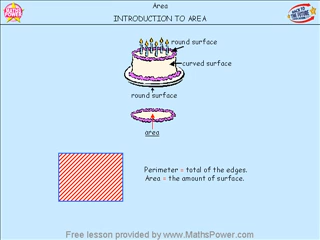 Area
INTRODUCTION TO AREA
round surface
curved surface
round surface
area
Perimeter = total of the edges.
Area = the amount of surface.
Free lesson provided by www.MathsPower.com